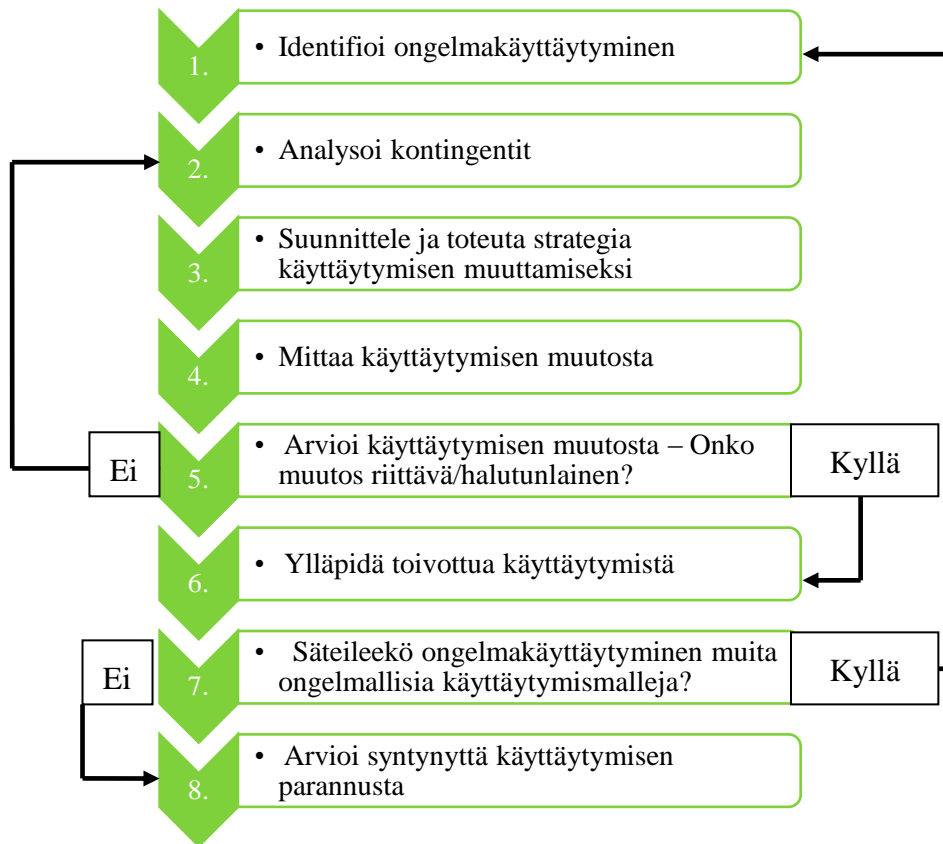 1.
• Identifioi ongelmakäyttäytyminen
2.
• Analysoi kontingentit
3.
• Suunnittele ja toteuta strategia
käyttäytymisen muuttamiseksi
4.
• Mittaa käyttäytymisen muutosta
Ei
5.
• Arvioi käyttäytymisen muutosta – Onko
muutos riittävä/halutunlainen?
Kyllä
6.
• Ylläpidä toivottua käyttäytymistä
Ei
7.
• Säteileekö ongelmakäyttäytyminen muita
ongelmallisia käyttäytymismalleja?
Kyllä
8.
• Arvioi syntynyttä käyttäytymisen
parannusta